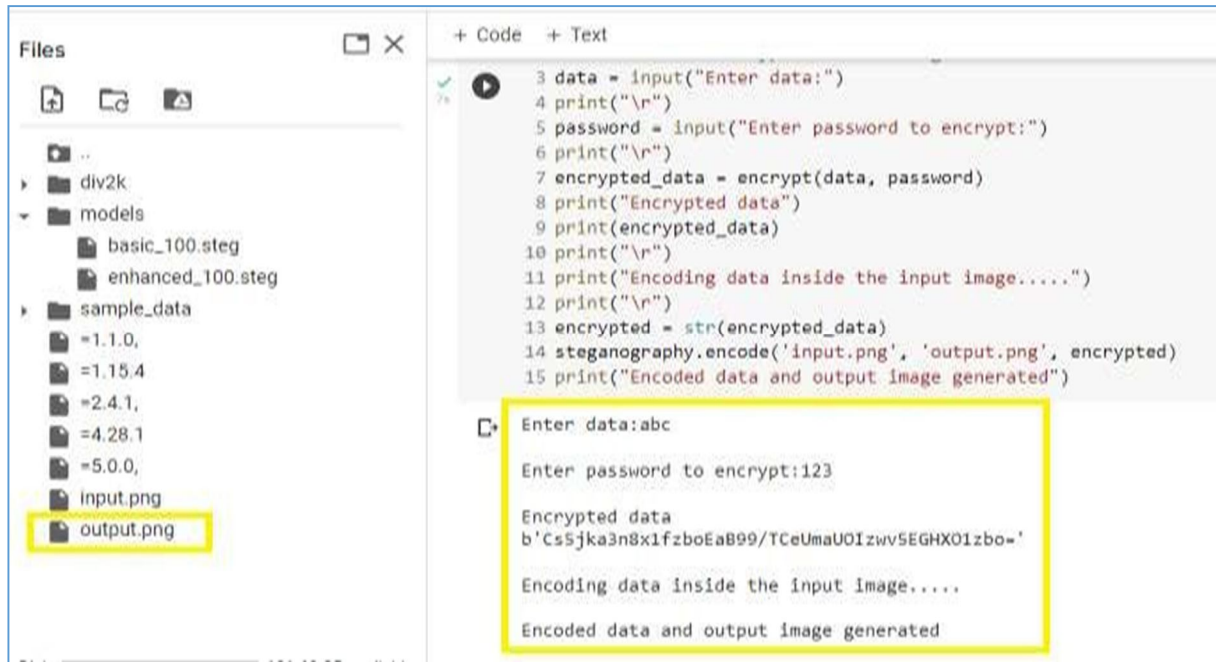 Files
..
div2k
models
basic_100.steg
enhanced_100.steg
sample_data
=1.1.0,
=1.15.4
=2.4.1,
=4.28.1
=5.0.0,
input.png
output.png
+ Code + Text
3 data = input("Enter data:")
4 print("\r")
5 password = input("Enter password to encrypt:")
6 print("\r")
7 encrypted_data = encrypt(data, password)
8 print("Encrypted data")
9 print(encrypted_data)
10 print("\r")
11 print("Encoding data inside the input image.....")
12 print("\r")
13 encrypted = str(encrypted_data)
14 steganography.encode('input.png', 'output.png', encrypted)
15 print("Encoded data and output image generated")
Enter data:abc
Enter password to encrypt:123
Encrypted data
b'Cs5jka3n8x1fzboEaB99/TCeUmaUOIzwv5EGHXO1zbo='
Encoding data inside the input image.....
Encoded data and output image generated